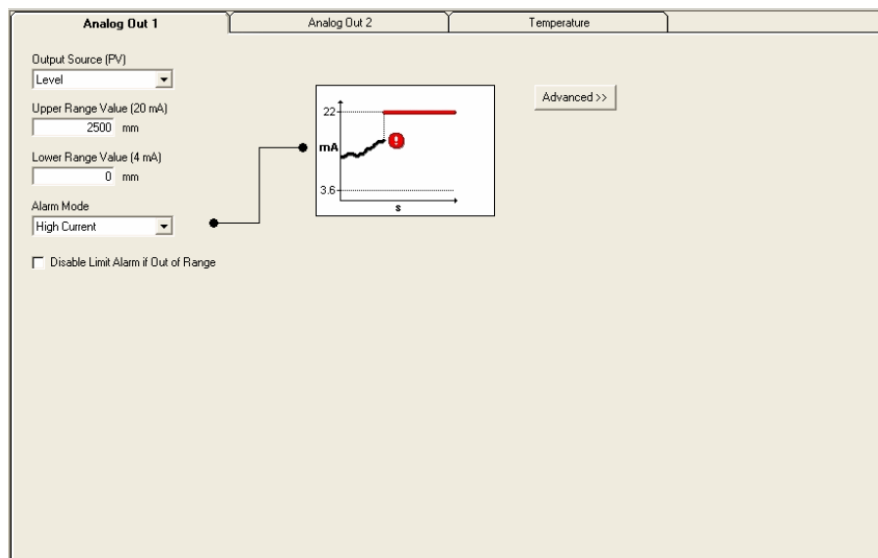 Analog Out 1
Analog Out 2
Temperature
Output Source (PV)
Level
Upper Range Value (20 mA)
2500 mm
Lower Range Value (4 mA)
0 mm
Alarm Mode
High Current
Disable Limit Alarm if Out of Range
22
mA
3.6
s
Advanced >>